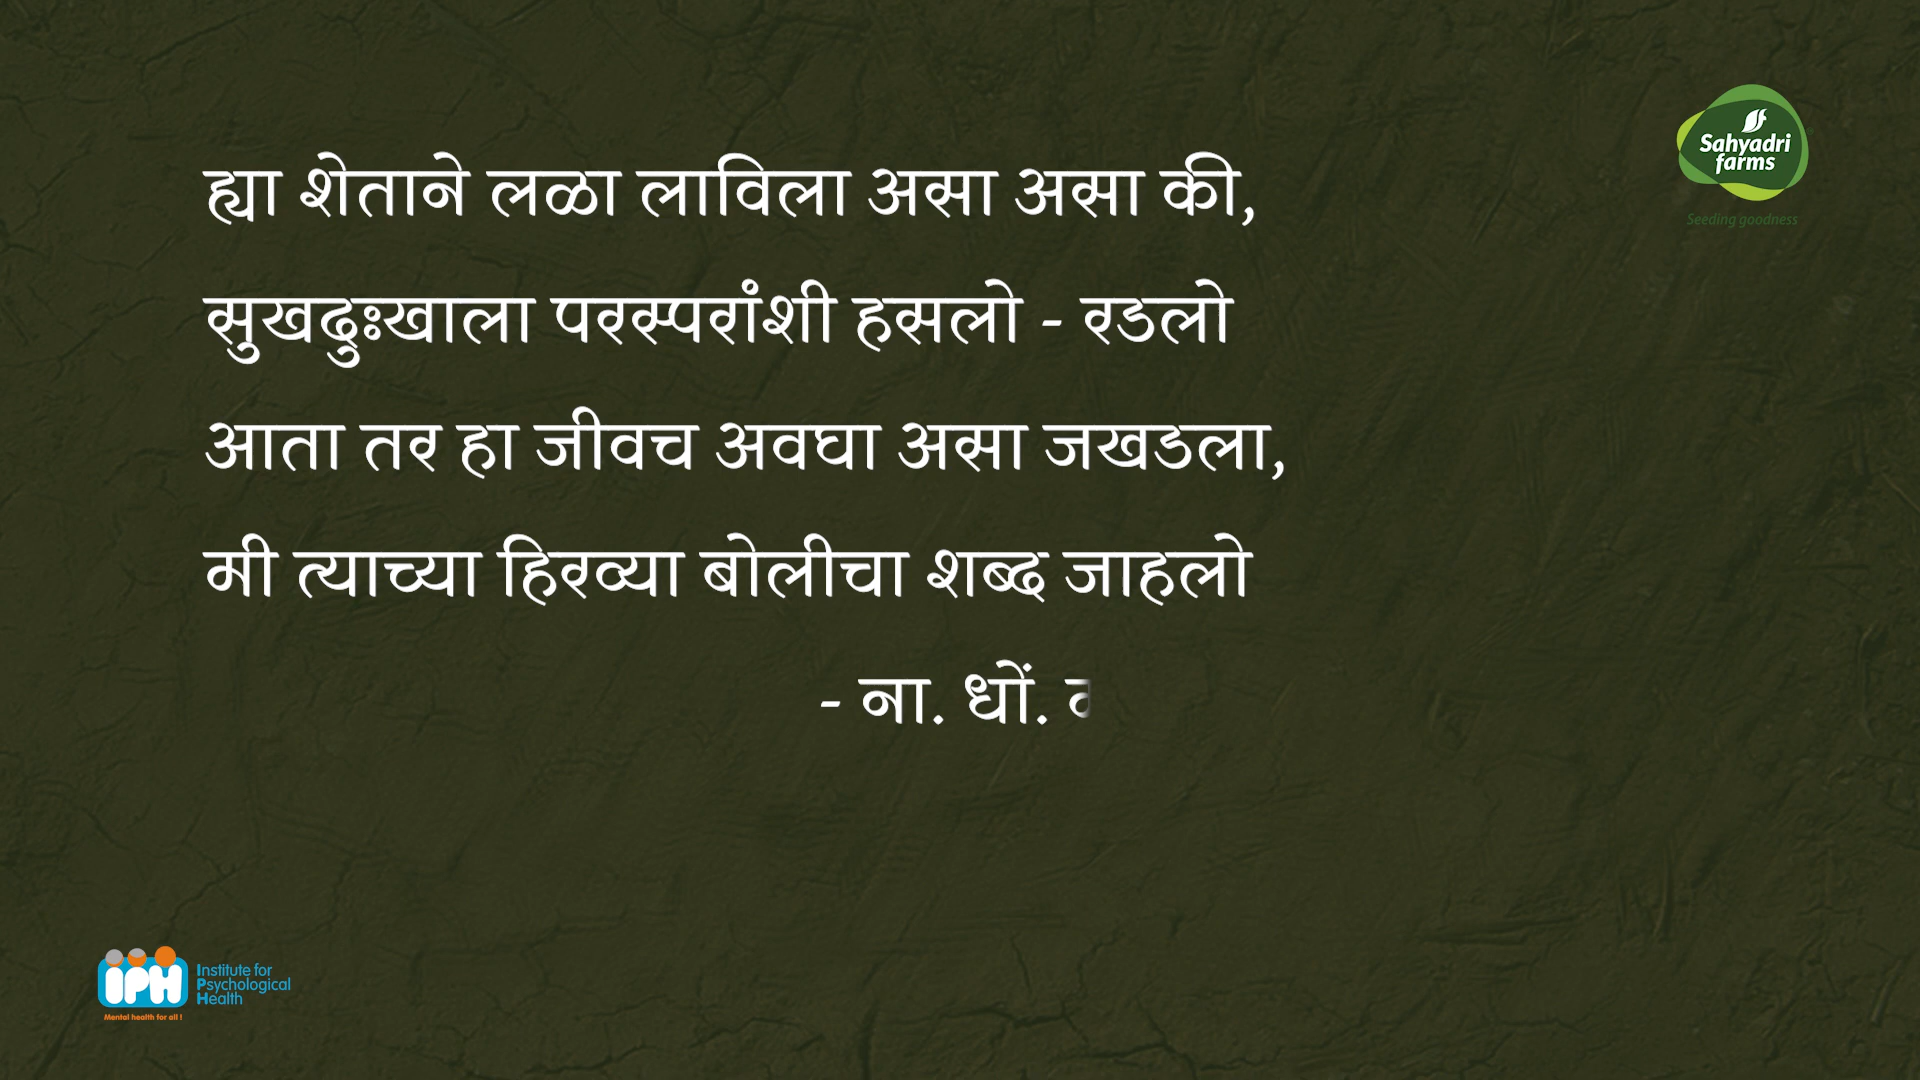 Sahyadri
farms
Seeding goodness
ह्या शेताने लळा लाविला असा असा की,
सुखदुःखाला परस्परांशी हसलो - रडलो
आता तर हा जीवच अवघा असा जखडला,
मी त्याच्या हिरव्या बोलीचा शब्द जाहलो
- ना. धों.
IPH
Institute for
Psychological
Health
Mental health for all !